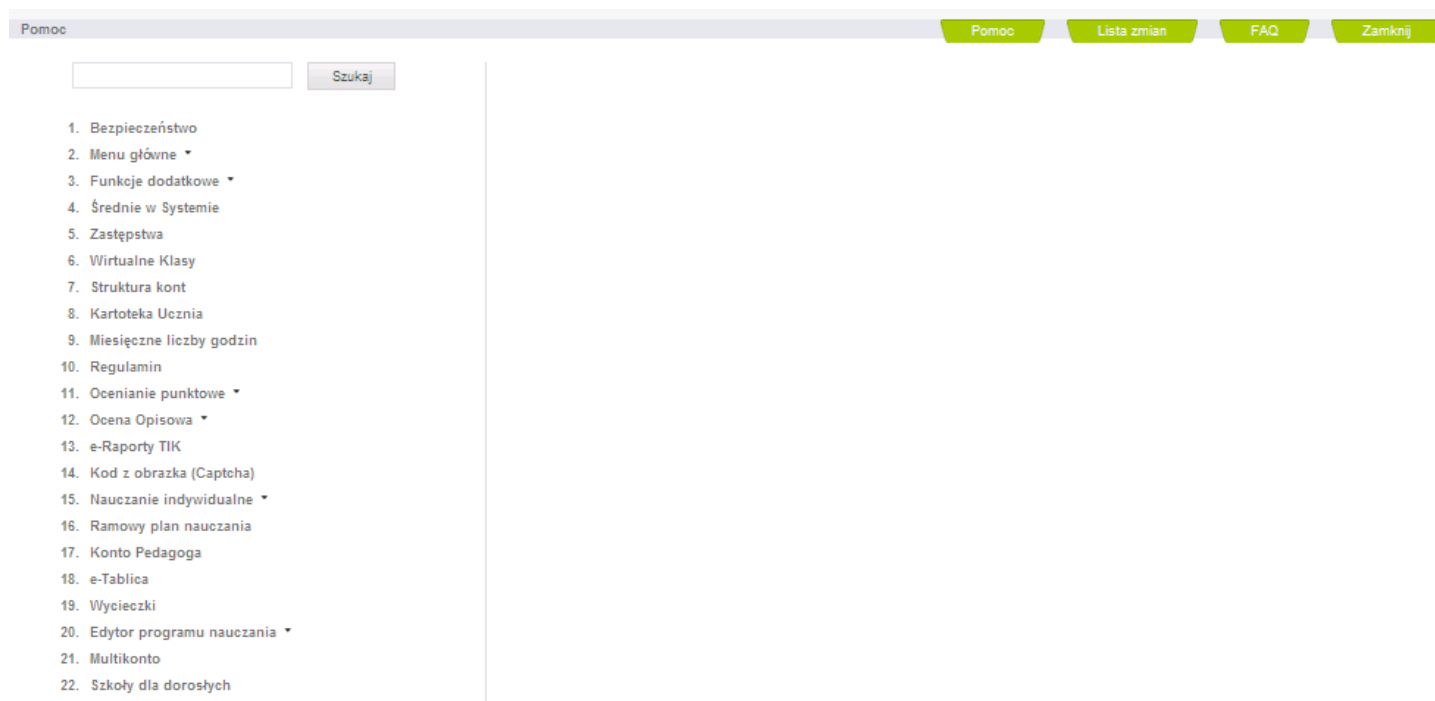 Pomoc Pomoc Lista zmian FAQ Zamknij
Szukaj
1. Bezpieczeństwo
2. Menu główne
3. Funkcje dodatkowe
4. Średnie w Systemie
5. Zastępstwa
6. Wirtualne Klasy
7. Struktura kont
8. Kartoteka Ucznia
9. Miesięczne liczby godzin
10. Regulamin
11. Ocenianie punktowe
12. Ocena Opisowa
13. e-Raporty TIK
14. Kod z obrazka (Captcha)
15. Nauczanie indywidualne
16. Ramowy plan nauczania
17. Konto Pedagoga
18. e-Tablica
19. Wycieczki
20. Edytor programu nauczania
21. Multikonto
22. Szkoły dla dorosłych